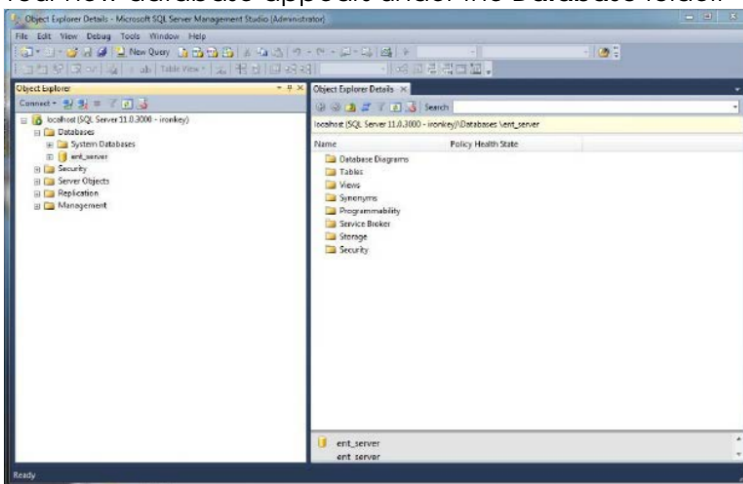 Your new database appears under the Database folder.
Object Explorer Details - Microsoft SQL Server Management Studio (Administrator)
File Edit View Debug Tools Window Help
New Query
Table View
Object Explorer
Connect
localhost (SQL Server 11.0.3000 - ironkey)
Databases
System Databases
ent_server
Security
Server Objects
Replication
Management
Object Explorer Details
Search
localhost (SQL Server 11.0.3000 - ironkey)\Databases\ent_server
Name Policy Health State
Database Diagrams
Tables
Views
Synonyms
Programmability
Service Broker
Storage
Security
ent_server
ent_server
Ready